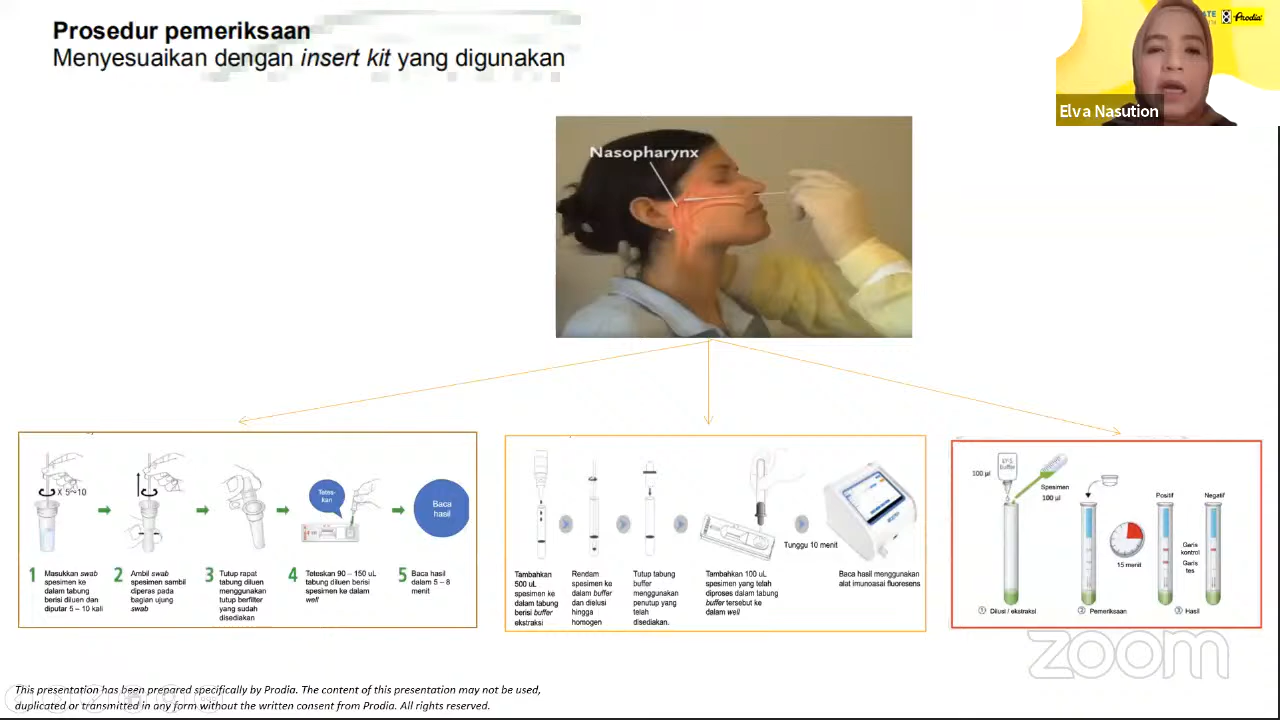 Prosedur pemeriksaan
Menyesuaikan dengan insert kit yang digunakan
Prodia
Elva Nasution
Nasopharynx
X 5~10
Tetes-
kan
Baca
hasil
1 Masukkan swab
spesimen ke
dalam tabung
berisi diluen dan
diputar 5 – 10 kali
2 Ambil swab
spesimen sambil
diperas pada
bagian ujung
swab
3 Tutup rapat
tabung diluen
menggunakan
tutup berfilter
yang sudah
disediakan
4 Teteskan 90 – 150 uL
tabung diluen berisi
spesimen ke dalam
well
5 Baca hasil
dalam 5 – 8
menit
Tambahkan
500 uL
spesimen ke
dalam tabung
berisi buffer
ekstraksi
Rendam
spesimen ke
dalam buffer
dan dielusi
hingga
homogen
Tutup tabung
buffer
menggunakan
penutup yang
telah
disediakan.
Tambahkan 100 uL
spesimen yang telah
diproses dalam tabung
buffer tersebut ke
dalam well
Tunggu 10 menit
Baca hasil menggunakan
alat imunoasai fluoresens
100 µl
Buffer
Spesimen
100 µl
15 menit
Positif
Negatif
Garis
kontrol
Garis
tes
① Dilusi / ekstraksi
② Pemeriksaan
③ Hasil
zoom
This presentation has been prepared specifically by Prodia. The content of this presentation may not be used,
duplicated or transmitted in any form without the written consent from Prodia. All rights reserved.